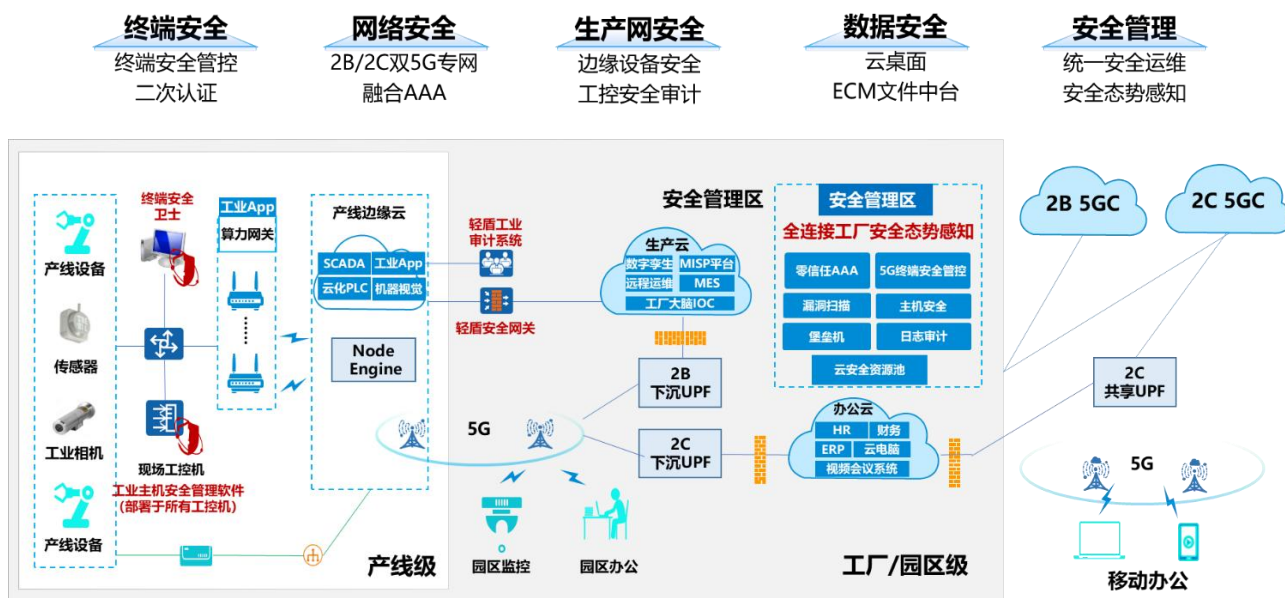 终端安全
终端安全管控
二次认证
网络安全
2B/2C双5G专网
融合AAA
生产网安全
边缘设备安全
工控安全审计
数据安全
云桌面
ECM文件中台
安全管理
统一安全运维
安全态势感知
产线设备
传感器
工业相机
产线设备
终端安全
卫士
现场工控机
工业主机安全管理软件
（部署于所有工控机）
工业App
算力网关
产线边缘云
SCADA
工业App
云化PLC
机器视觉
Node
Engine
产线级
轻盾工业
审计系统
轻盾安全网关
5G
园区监控
园区办公
安全管理区
生产云
数字孪生
MISP平台
远程运维
MES
工厂大脑IOC
2B
下沉UPF
2C
下沉UPF
安全管理区
全连接工厂安全态势感知
零信任AAA
5G终端安全管控
漏洞扫描
主机安全
堡垒机
日志审计
云安全资源池
办公云
HR
财务
ERP
云电脑
视频会议系统
工厂/园区级
2B 5GC
2C 5GC
2C
共享UPF
5G
移动办公